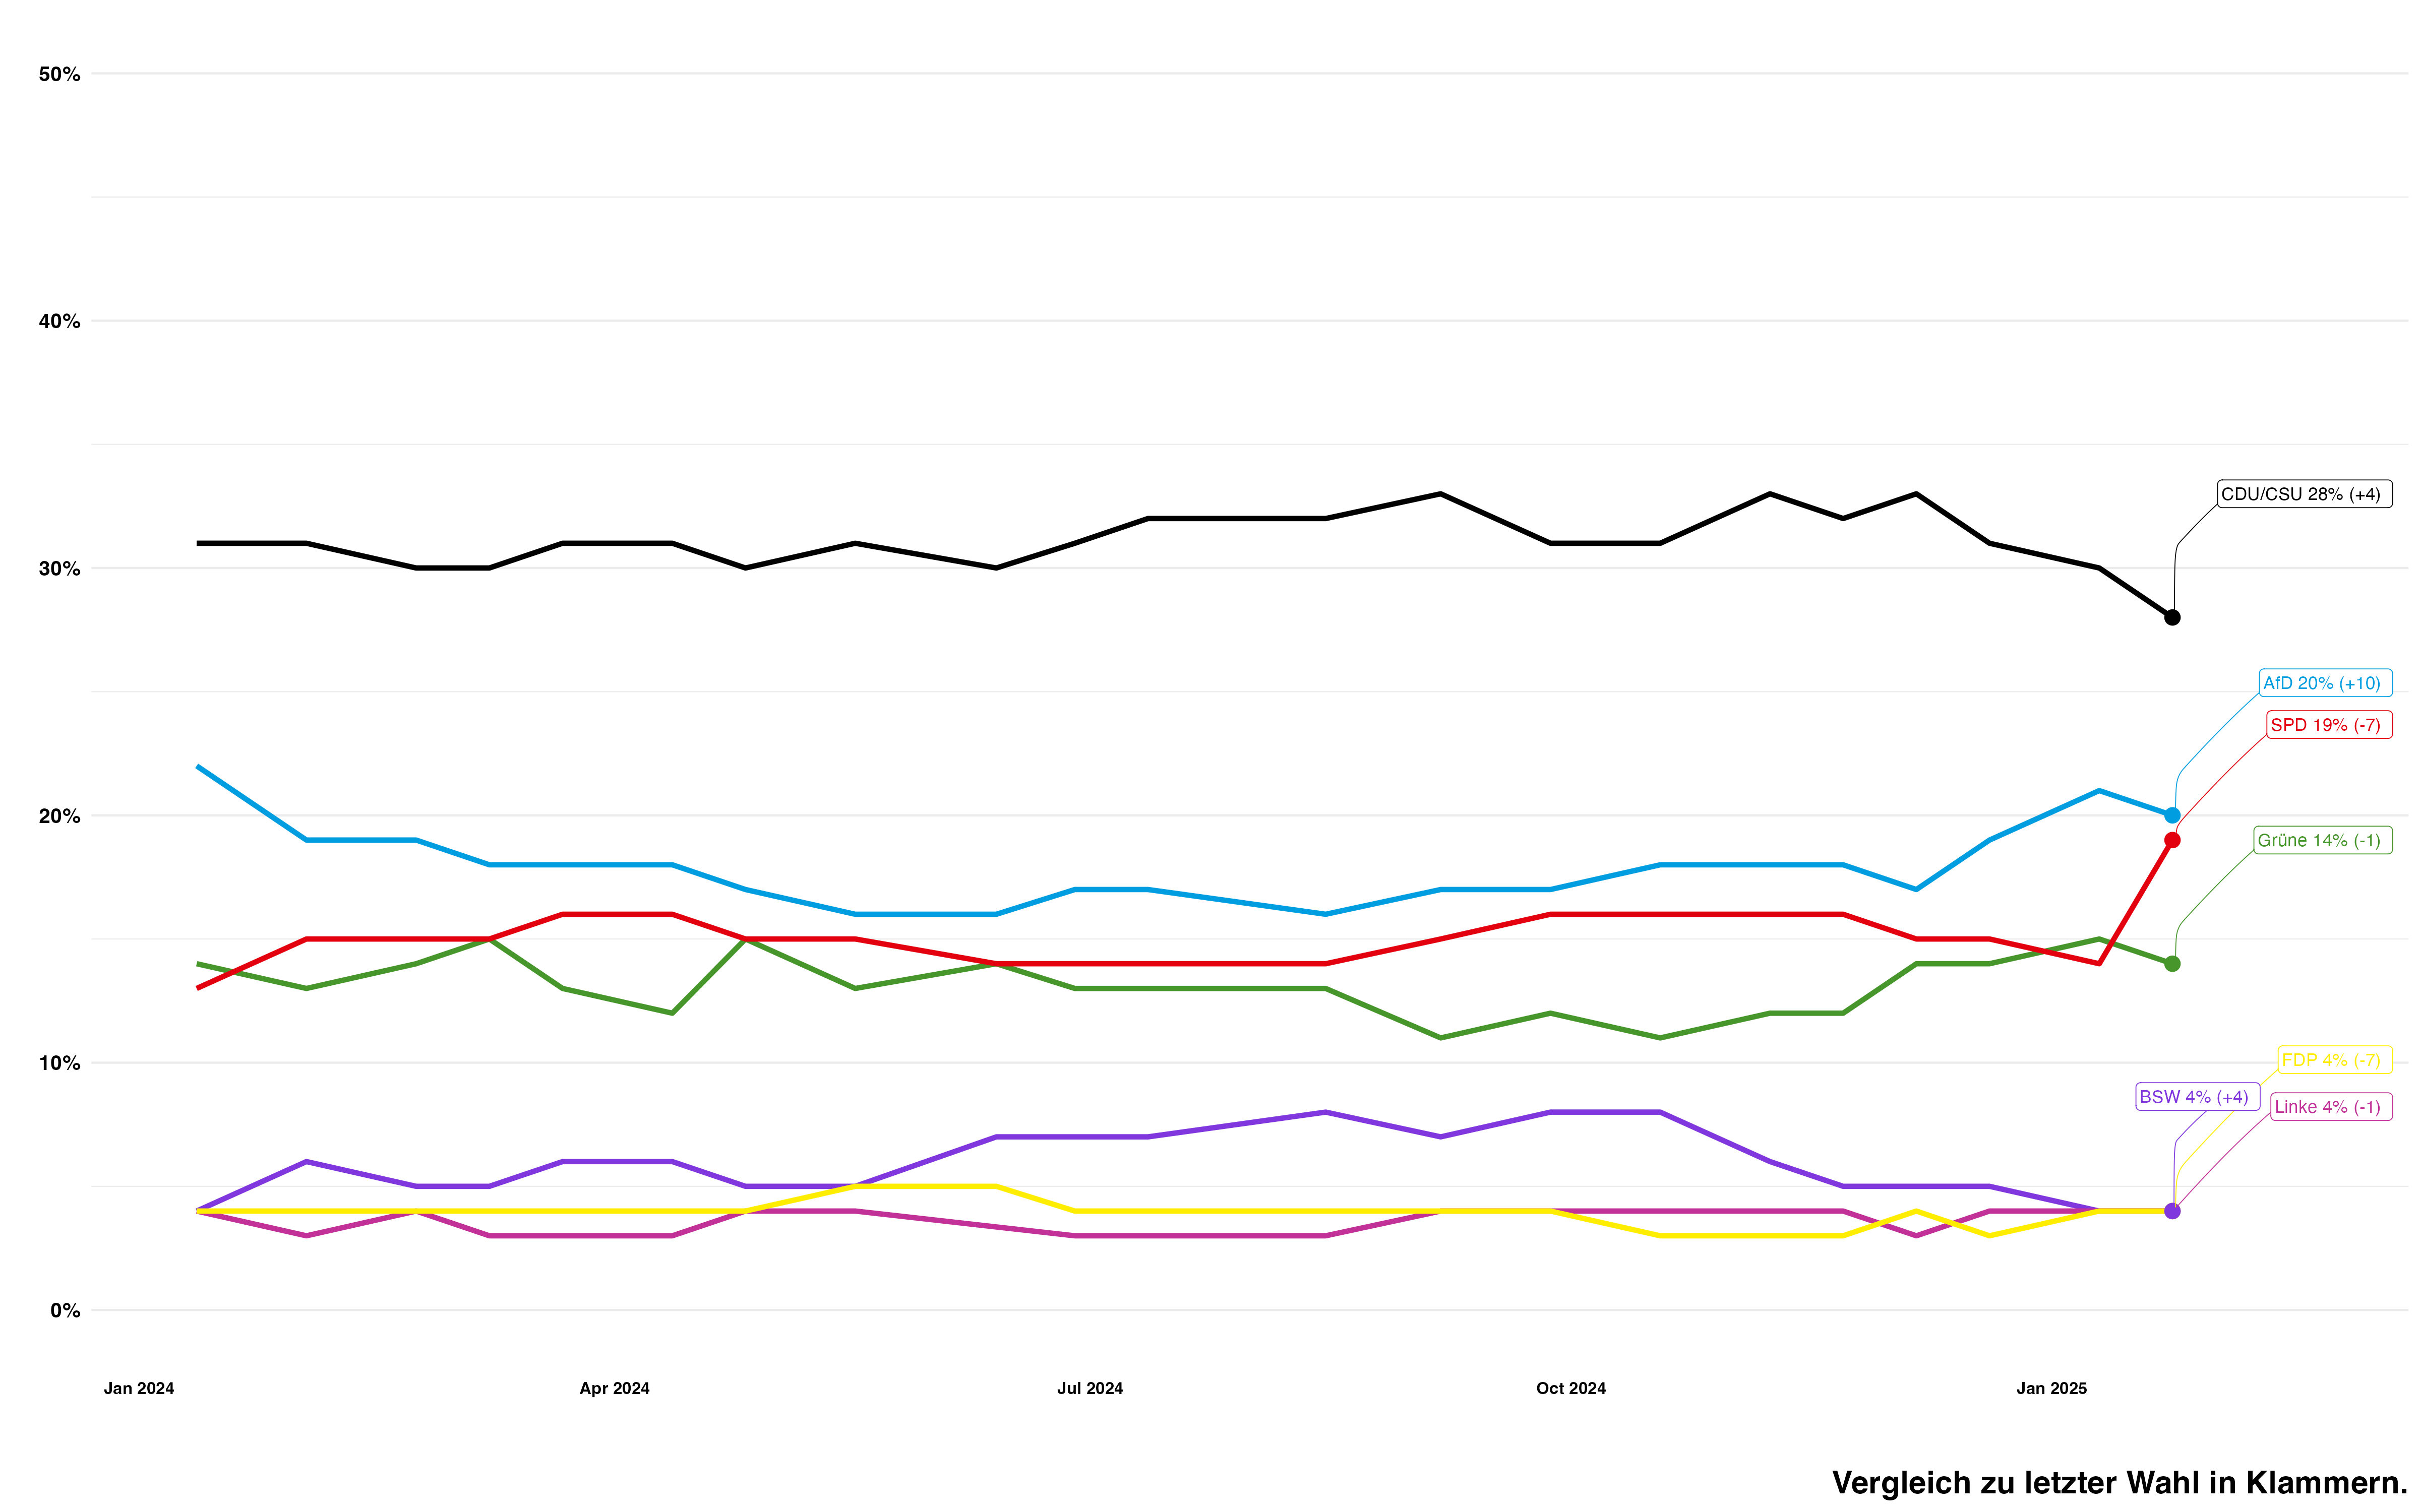 50%
40%
30%
20%
10%
0%
CDU/CSU 28% (+4)
AfD 20% (+10)
SPD 19% (-7)
Grüne 14% (-1)
FDP 4% (-7)
BSW 4% (+4)
Linke 4% (-1)
Jan 2024
Apr 2024
Jul 2024
Oct 2024
Jan 2025
Vergleich zu letzter Wahl in Klammern.